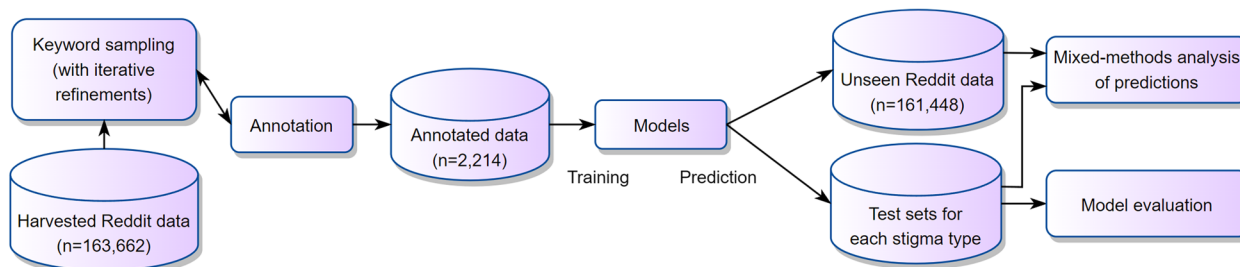 Keyword sampling
(with iterative
refinements)
Harvested Reddit data
(n=163,662)
Annotation
Annotated data
(n=2,214)
Training
Models
Prediction
Unseen Reddit data
(n=161,448)
Test sets for
each stigma type
Mixed-methods analysis
of predictions
Model evaluation